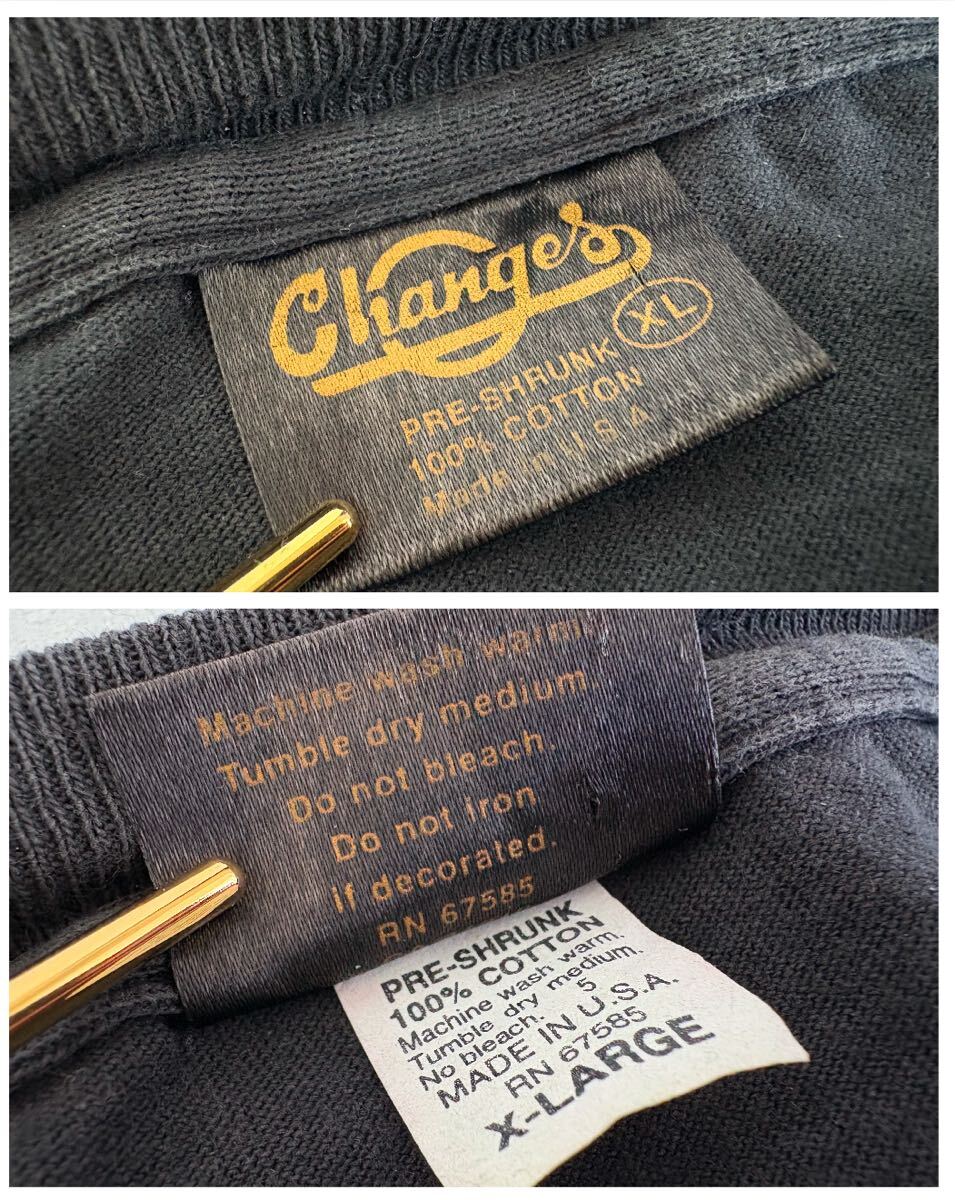 Changes
XL
PRE-SHRUNK
100% COTTON
Made in U.S.A
Machine wash warm.
Tumble dry medium.
Do not bleach.
Do not iron
if decorated.
RN 67585
PRE-SHRUNK
100% COTTON
Machine wash warm.
Tumble dry medium.
No bleach. 5
MADE IN U.S.A.
RN 67585
X-LARGE